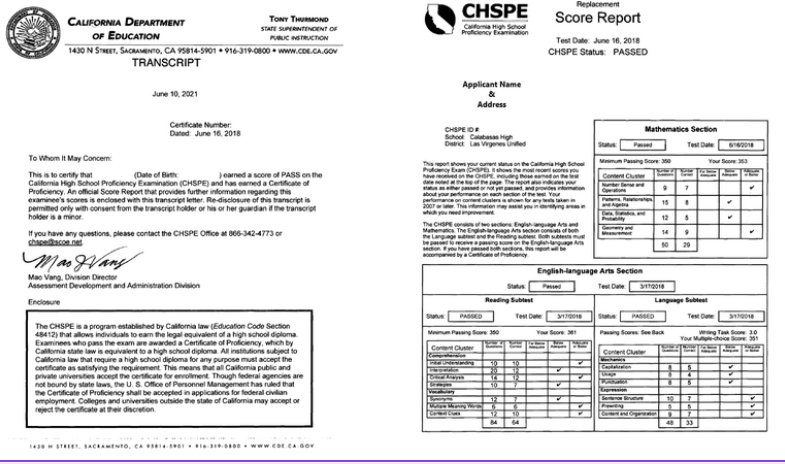 CALIFORNIA DEPARTMENT
OF EDUCATION
TONY THURMOND
STATE SUPERINTENDENT OF
PUBLIC INSTRUCTION
1430 N STREET, SACRAMENTO, CA 95814-5901 • 916-319-0800 • WWW.CDE.CA.GOV
TRANSCRIPT
June 10, 2021
Certificate Number:
Dated: June 16, 2018
To Whom It May Concern:
This is to certify that (Date of Birth: ) earned a score of PASS on the
California High School Proficiency Examination (CHSPE) and has earned a Certificate of
Proficiency. An official Score Report that provides further information regarding this
examinee's scores is enclosed with this transcript letter. Re-disclosure of this transcript is
permitted only with consent from the transcript holder or his or her guardian if the transcript
holder is a minor.
If you have any questions, please contact the CHSPE Office at 866-342-4773 or
chspe@scoe.net.
Mao Vang
Mao Vang, Division Director
Assessment Development and Administration Division
Enclosure
The CHSPE is a program established by California law (Education Code Section
48412) that allows individuals to earn the legal equivalent of a high school diploma.
Examinees who pass the exam are awarded a Certificate of Proficiency, which by
California state law is equivalent to a high school diploma. All institutions subject to
California law that require a high school diploma for any purpose must accept the
certificate as satisfying the requirement. This means that all California public and
private universities accept the certificate for enrollment. Though federal agencies are
not bound by state laws, the U. S. Office of Personnel Management has ruled that
the Certificate of Proficiency shall be accepted in applications for federal civilian
employment. Colleges and universities outside the state of California may accept or
reject the certificate at their discretion.
1430 N STREET, SACRAMENTO, CA 95814-5901 • 916-319-0800 • WWW.CDE.CA.GOV
CHSPE
California High School
Proficiency Examination
Replacement
Score Report
Test Date: June 16, 2018
CHSPE Status: PASSED
Applicant Name
&
Address
CHSPE ID #:
School: Calabasas High
District: Las Virgenes Unified
This report shows your current status on the California High School
Proficiency Exam (CHSPE). It shows the most recent scores you
have received on the CHSPE, including those earned on the test
date noted at the top of the page. The report also indicates your
status as either passed or not yet passed, and provides information
about your performance on each section of the test. Your
performance on content clusters is shown for any tests taken in
2007 or later. This information may assist you in identifying areas in
which you need improvement.
The CHSPE consists of two sections: English-language Arts and
Mathematics. The English-language Arts section consists of both
the Language subtest and the Reading subtest. Both subtests must
be passed to receive a passing score on the English-language Arts
section. If you have passed both sections, this report will be
accompanied by a Certificate of Proficiency.
Mathematics Section
Status: Passed Test Date: 6/16/2018
Minimum Passing Score: 350 Your Score: 353
Content Cluster Number of Questions Number Correct Far Below Adequate Below Adequate Adequate or Better
Number Sense and Operations 9 7 ✔
Patterns, Relationships, and Algebra 15 8 ✔
Data, Statistics, and Probability 12 5 ✔
Geometry and Measurement 14 9 ✔
50 29
English-language Arts Section
Status: Passed Test Date: 3/17/2018
Reading Subtest
Status: PASSED Test Date: 3/17/2018
Minimum Passing Score: 350 Your Score: 361
Content Cluster Number of Questions Number Correct Far Below Adequate Below Adequate Adequate or Better
Comprehension
Initial Understanding 10 10 ✔
Interpretation 20 12 ✔
Critical Analysis 14 12 ✔
Strategies 10 7 ✔
Vocabulary
Synonyms 12 7 ✔
Multiple Meaning Words 6 6 ✔
Context Clues 12 10 ✔
84 64
Language Subtest
Status: PASSED Test Date: 3/17/2018
Passing Scores: See Back Writing Task Score: 3.0
Your Multiple-choice Score: 351
Content Cluster Number of Questions Number Correct Far Below Adequate Below Adequate Adequate or Better
Mechanics
Capitalization 8 5 ✔
Usage 8 4 ✔
Punctuation 8 5 ✔
Expression
Sentence Structure 10 7 ✔
Prewriting 5 5 ✔
Content and Organization 9 7 ✔
48 33